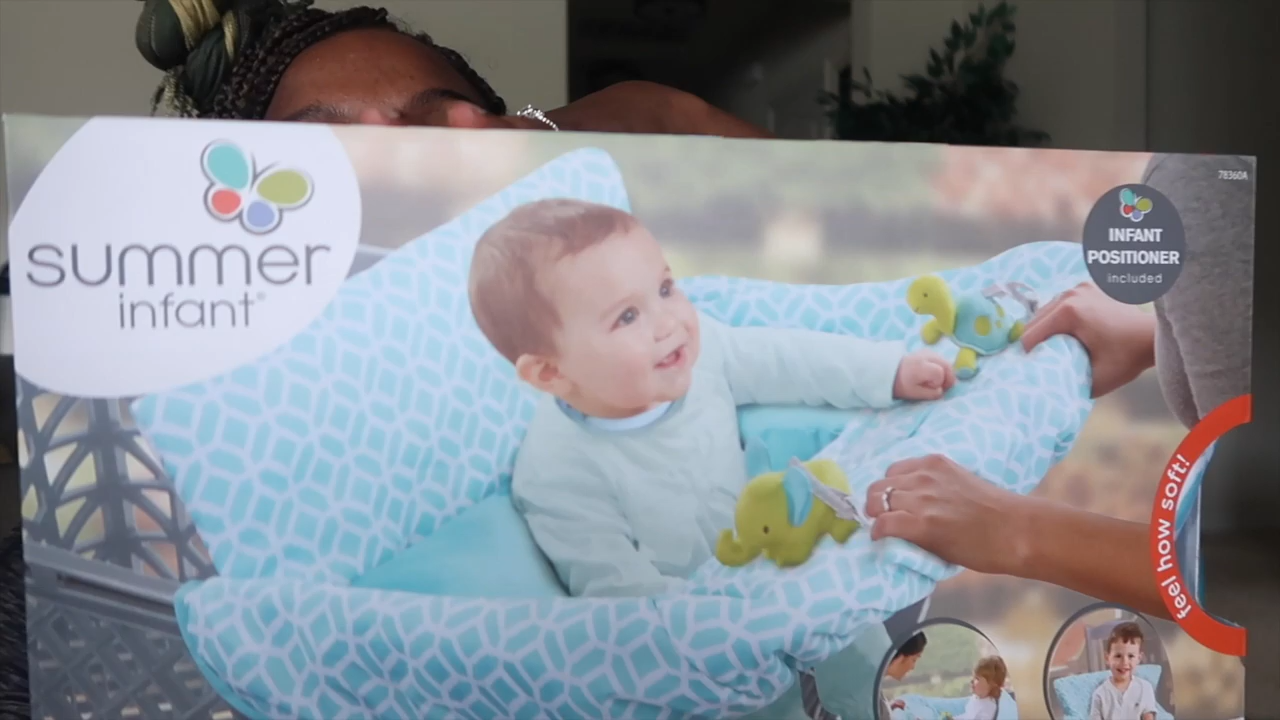 summer
infant®
78360A
INFANT
POSITIONER
included
feel how soft!